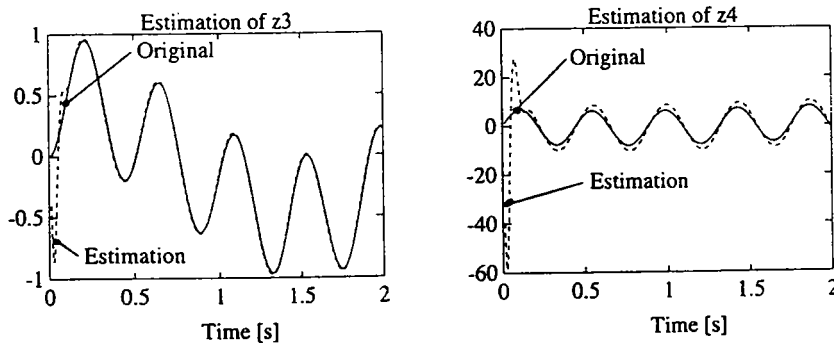 Estimation of z3
1
Original
0.5
0
-0.5
Estimation
-1
0
0.5
1
1.5
2
Time [s]
Estimation of z4
40
20
Original
0
-20
Estimation
-40
-60
0
0.5
1
1.5
2
Time [s]